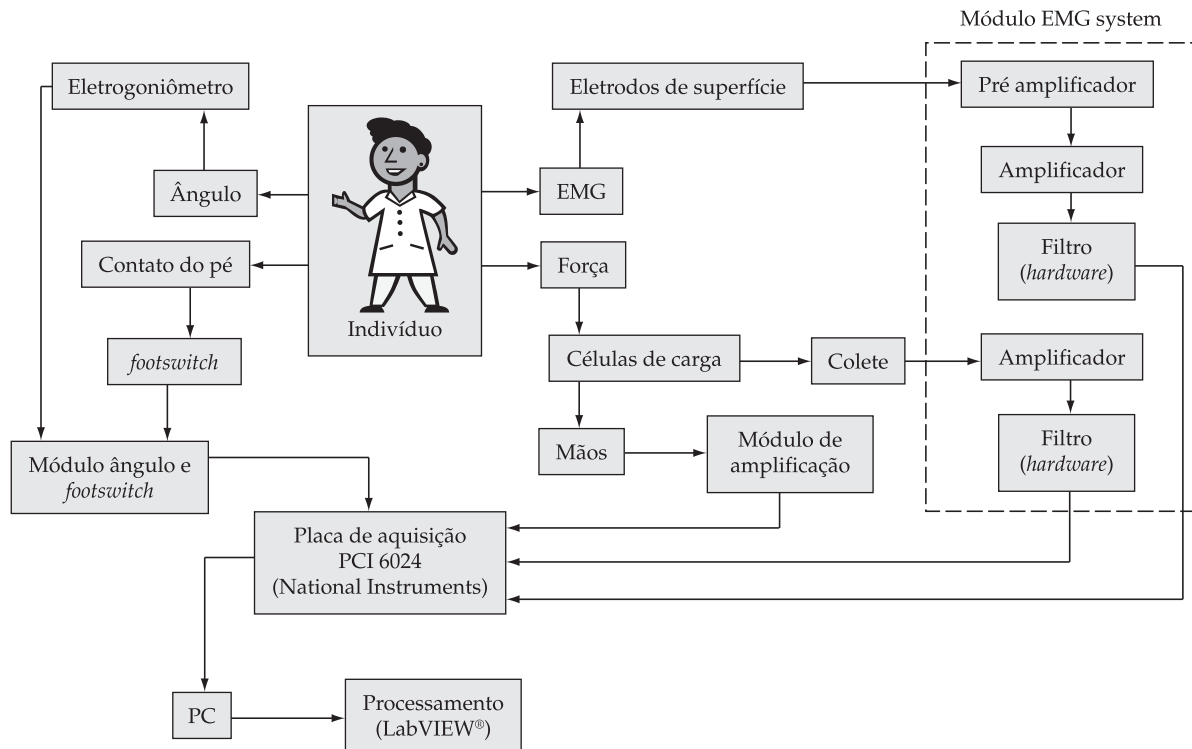 Módulo EMG system
Eletrogoniômetro
Eletrodos de superfície
Pré amplificador
Ângulo
EMG
Amplificador
Contato do pé
Força
Filtro
(hardware)
Indivíduo
footswitch
Células de carga
Colete
Amplificador
Módulo ângulo e
footswitch
Mãos
Módulo de
amplificação
Filtro
(hardware)
Placa de aquisição
PCI 6024
(National Instruments)
PC
Processamento
(LabVIEW®)